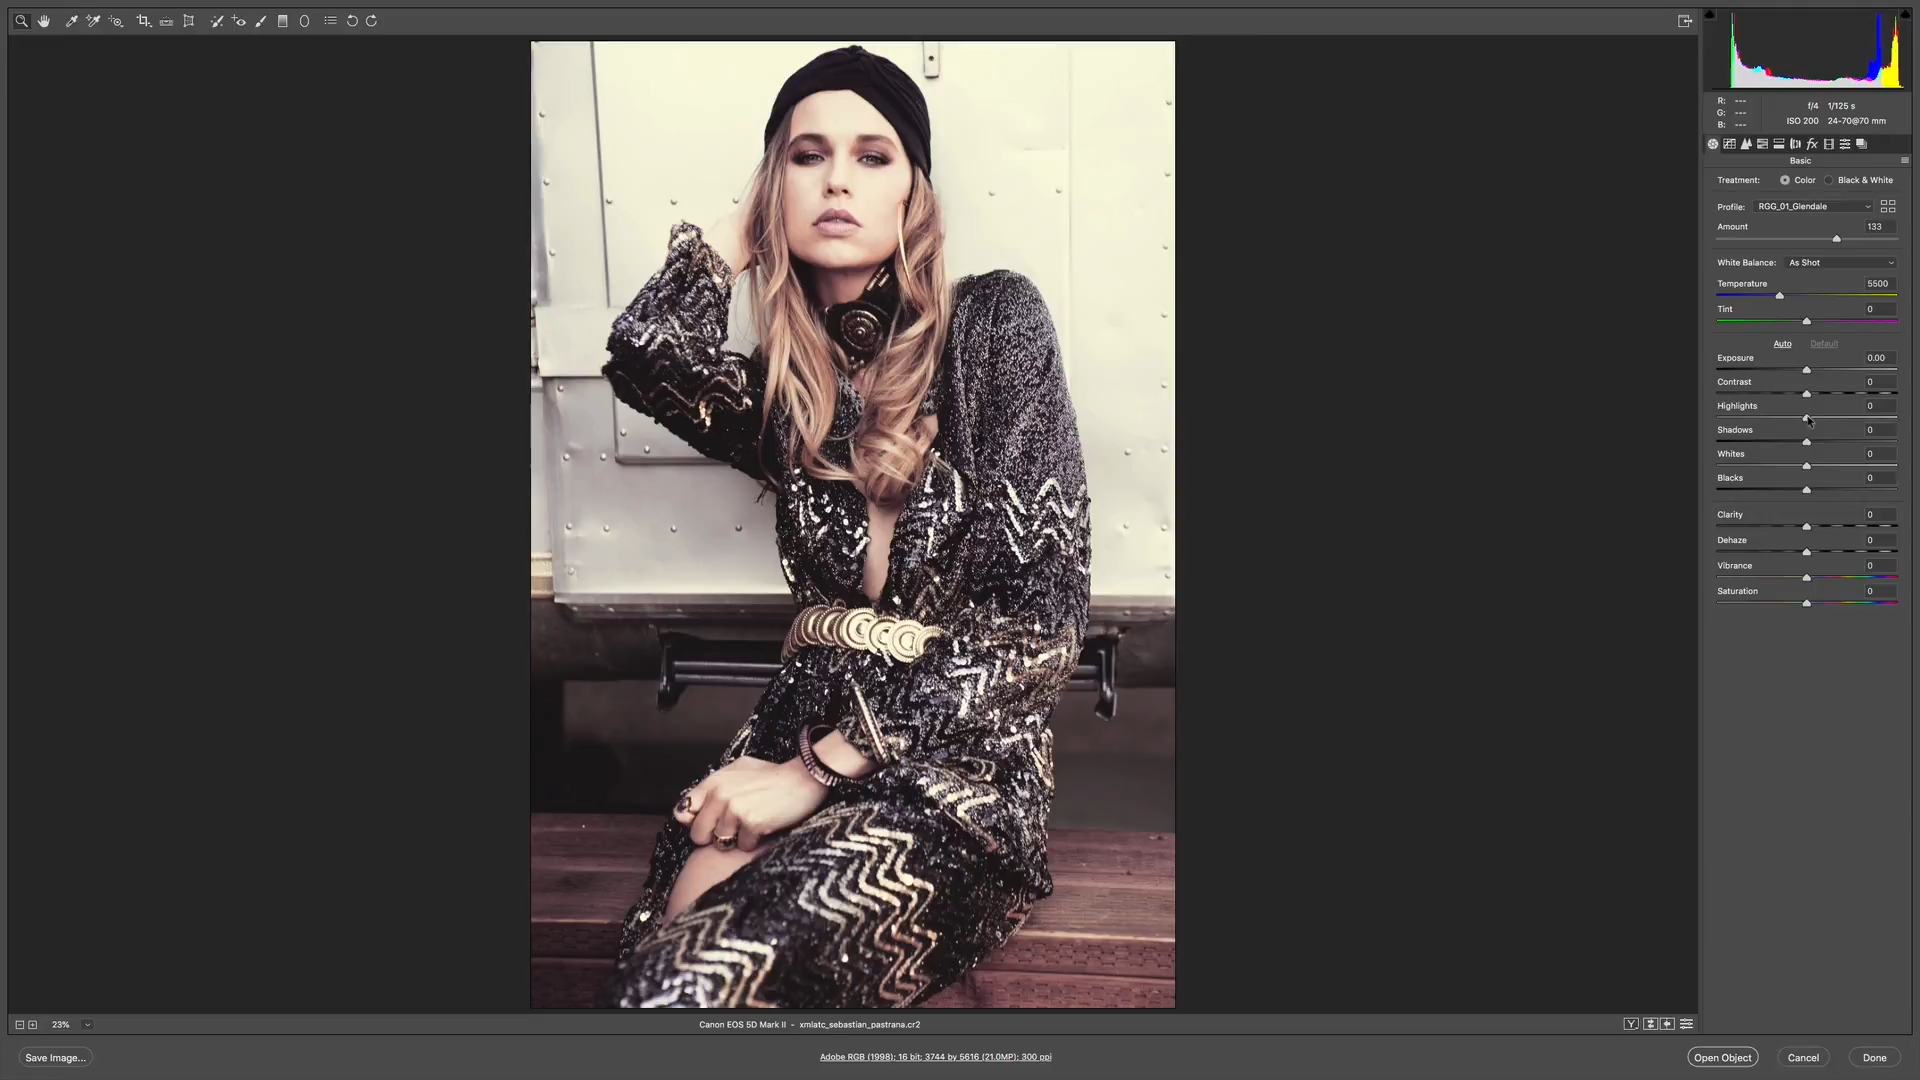 R: ---
G: ---
B: ---
f/4 1/125 s
ISO 200 24-70@70 mm
fx
Basic
Treatment: Color Black & White
Profile: RGG_01_Glendale
Amount 133
White Balance: As Shot
Temperature 5500
Tint 0
Auto Default
Exposure 0.00
Contrast 0
Highlights 0
Shadows 0
Whites 0
Blacks 0
Clarity 0
Dehaze 0
Vibrance 0
Saturation 0
23%
Canon EOS 5D Mark II - xmlatc_sebastian_pastrana.cr2
Y
Save Image...
Adobe RGB (1998); 16 bit; 3744 by 5616 (21.0MP); 300 ppi
Open Object
Cancel
Done